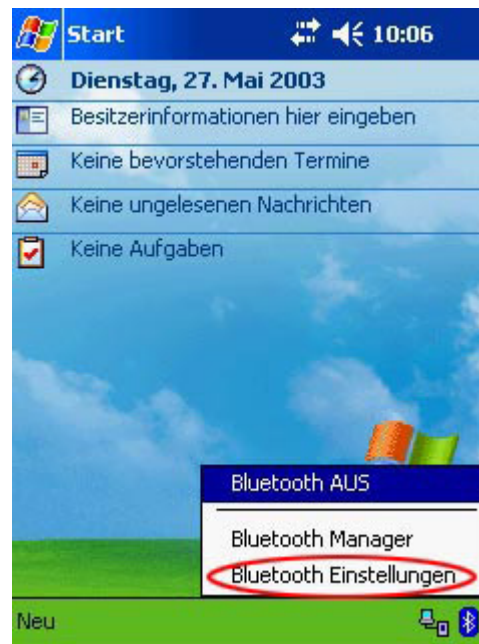 Start 10:06
Dienstag, 27. Mai 2003
Besitzerinformationen hier eingeben
Keine bevorstehenden Termine
Keine ungelesenen Nachrichten
Keine Aufgaben
Bluetooth AUS
Bluetooth Manager
Bluetooth Einstellungen
Neu